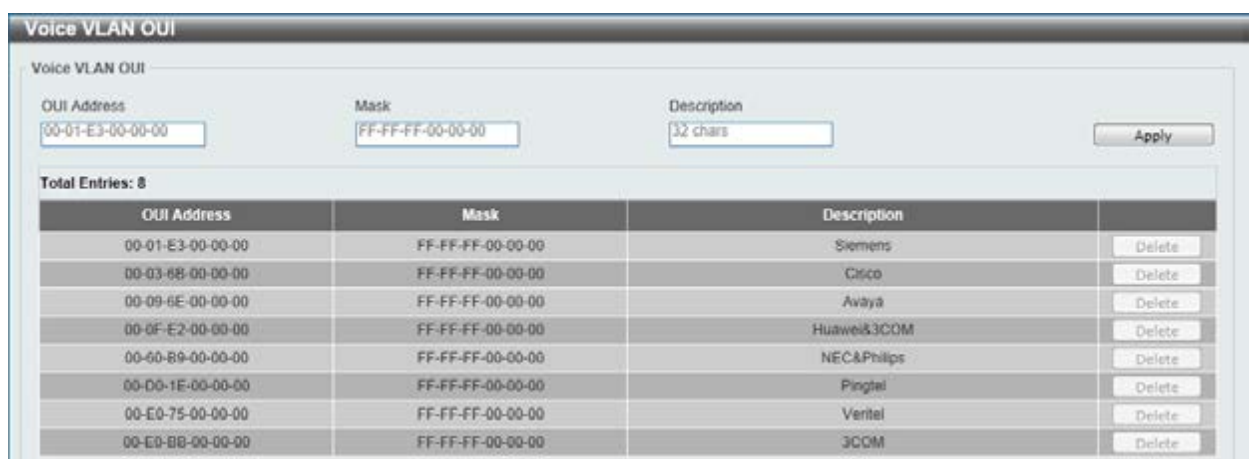 Voice VLAN OUI
Voice VLAN OUI
OUI Address Mask Description
00-01-E3-00-00-00 FF-FF-FF-00-00-00 32 chars Apply
Total Entries: 8
OUI Address Mask Description
00-01-E3-00-00-00 FF-FF-FF-00-00-00 Siemens Delete
00-03-6B-00-00-00 FF-FF-FF-00-00-00 Cisco Delete
00-09-6E-00-00-00 FF-FF-FF-00-00-00 Avaya Delete
00-0F-E2-00-00-00 FF-FF-FF-00-00-00 Huawei&3COM Delete
00-60-B9-00-00-00 FF-FF-FF-00-00-00 NEC&Philips Delete
00-D0-1E-00-00-00 FF-FF-FF-00-00-00 Pingtel Delete
00-E0-75-00-00-00 FF-FF-FF-00-00-00 Veritel Delete
00-E0-BB-00-00-00 FF-FF-FF-00-00-00 3COM Delete